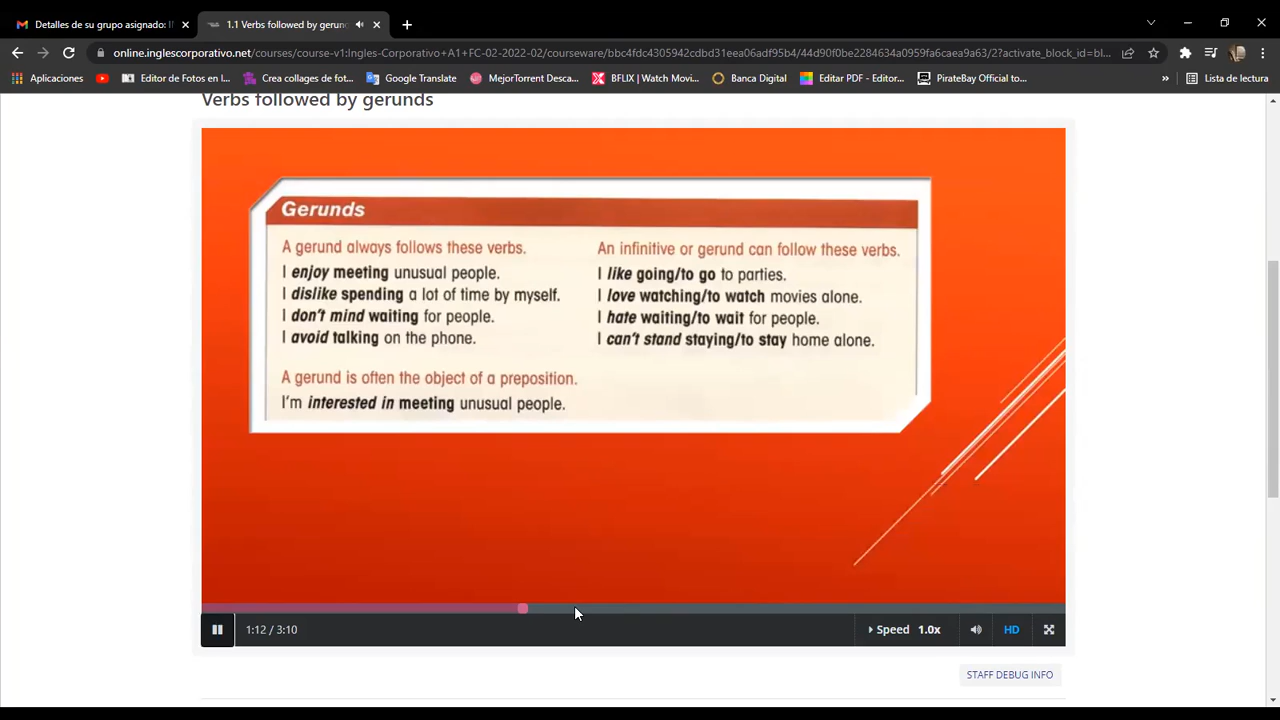 Detalles de su grupo asignado: I
1.1 Verbs followed by gerun
online.inglescorporativo.net/courses/course-v1:Ingles-Corporativo+A1+FC-02-2022-02/courseware/bbc4fdc4305942cdbd31eea06adf95b4/44d90f0be2284634a0959fa6caea9a63/2?activate_block_id=bl...
Aplicaciones
Editor de Fotos en l...
Crea collages de fot...
Google Translate
MejorTorrent Desca...
BFLIX | Watch Movi...
Banca Digital
Editar PDF - Editor...
PirateBay Official to...
»
Lista de lectura
Verbs followed by gerunds
Gerunds
A gerund always follows these verbs.
I enjoy meeting unusual people.
I dislike spending a lot of time by myself.
I don't mind waiting for people.
I avoid talking on the phone.
A gerund is often the object of a preposition.
I'm interested in meeting unusual people.
An infinitive or gerund can follow these verbs.
I like going/to go to parties.
I love watching/to watch movies alone.
I hate waiting/to wait for people.
I can't stand staying/to stay home alone.
1:12 / 3:10
Speed 1.0x
HD
STAFF DEBUG INFO